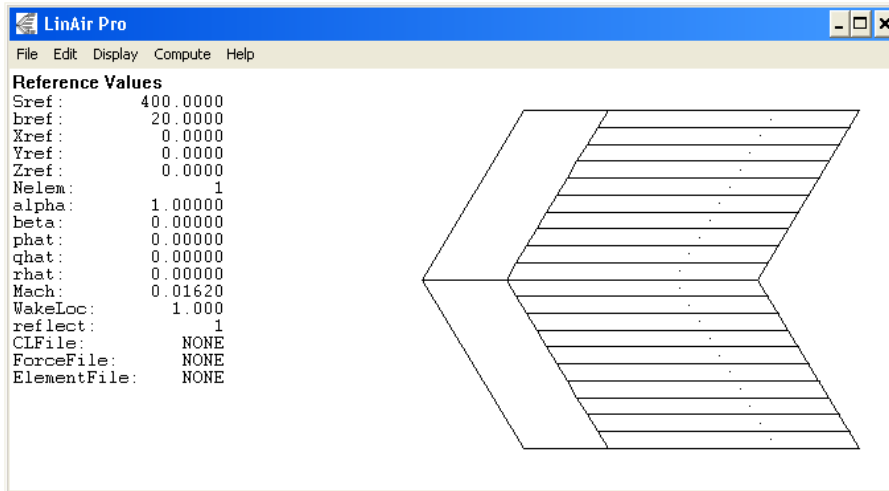 LinAir Pro
File Edit Display Compute Help
Reference Values
Sref: 400.0000
bref: 20.0000
Xref: 0.0000
Yref: 0.0000
Zref: 0.0000
Nelem: 1
alpha: 1.00000
beta: 0.00000
phat: 0.00000
qhat: 0.00000
rhat: 0.00000
Mach: 0.01620
WakeLoc: 1.000
reflect: 1
CLFile: NONE
ForceFile: NONE
ElementFile: NONE